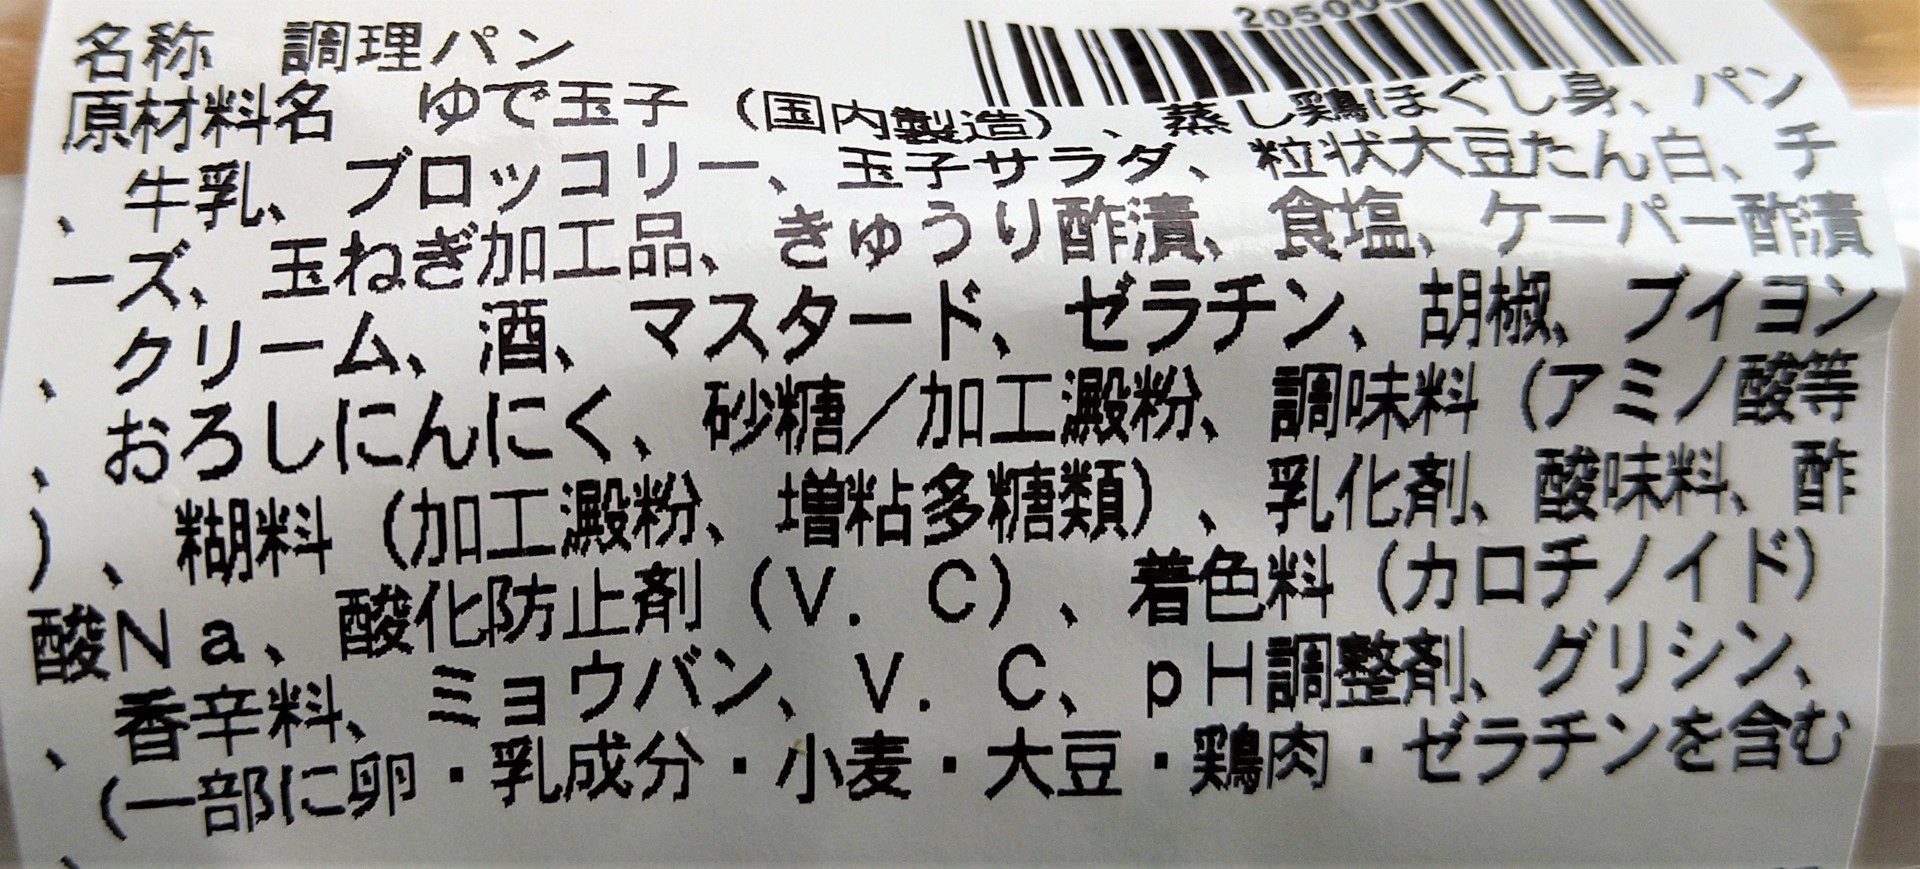 205000
名称　調理パン
原材料名　ゆで玉子（国内製造）、蒸し鶏ほぐし身、パン
、牛乳、ブロッコリー、玉子サラダ、粒状大豆たん白、チ
ーズ、玉ねぎ加工品、きゅうり酢漬、食塩、ケーパー酢漬
、クリーム、酒、マスタード、ゼラチン、胡椒、ブイヨン
、おろしにんにく、砂糖／加工澱粉、調味料（アミノ酸等
）、糊料（加工澱粉、増粘多糖類）、乳化剤、酸味料、酢
酸Ｎａ、酸化防止剤（Ｖ．Ｃ）、着色料（カロチノイド）
、香辛料、ミョウバン、Ｖ．Ｃ、ｐＨ調整剤、グリシン、
（一部に卵・乳成分・小麦・大豆・鶏肉・ゼラチンを含む
）